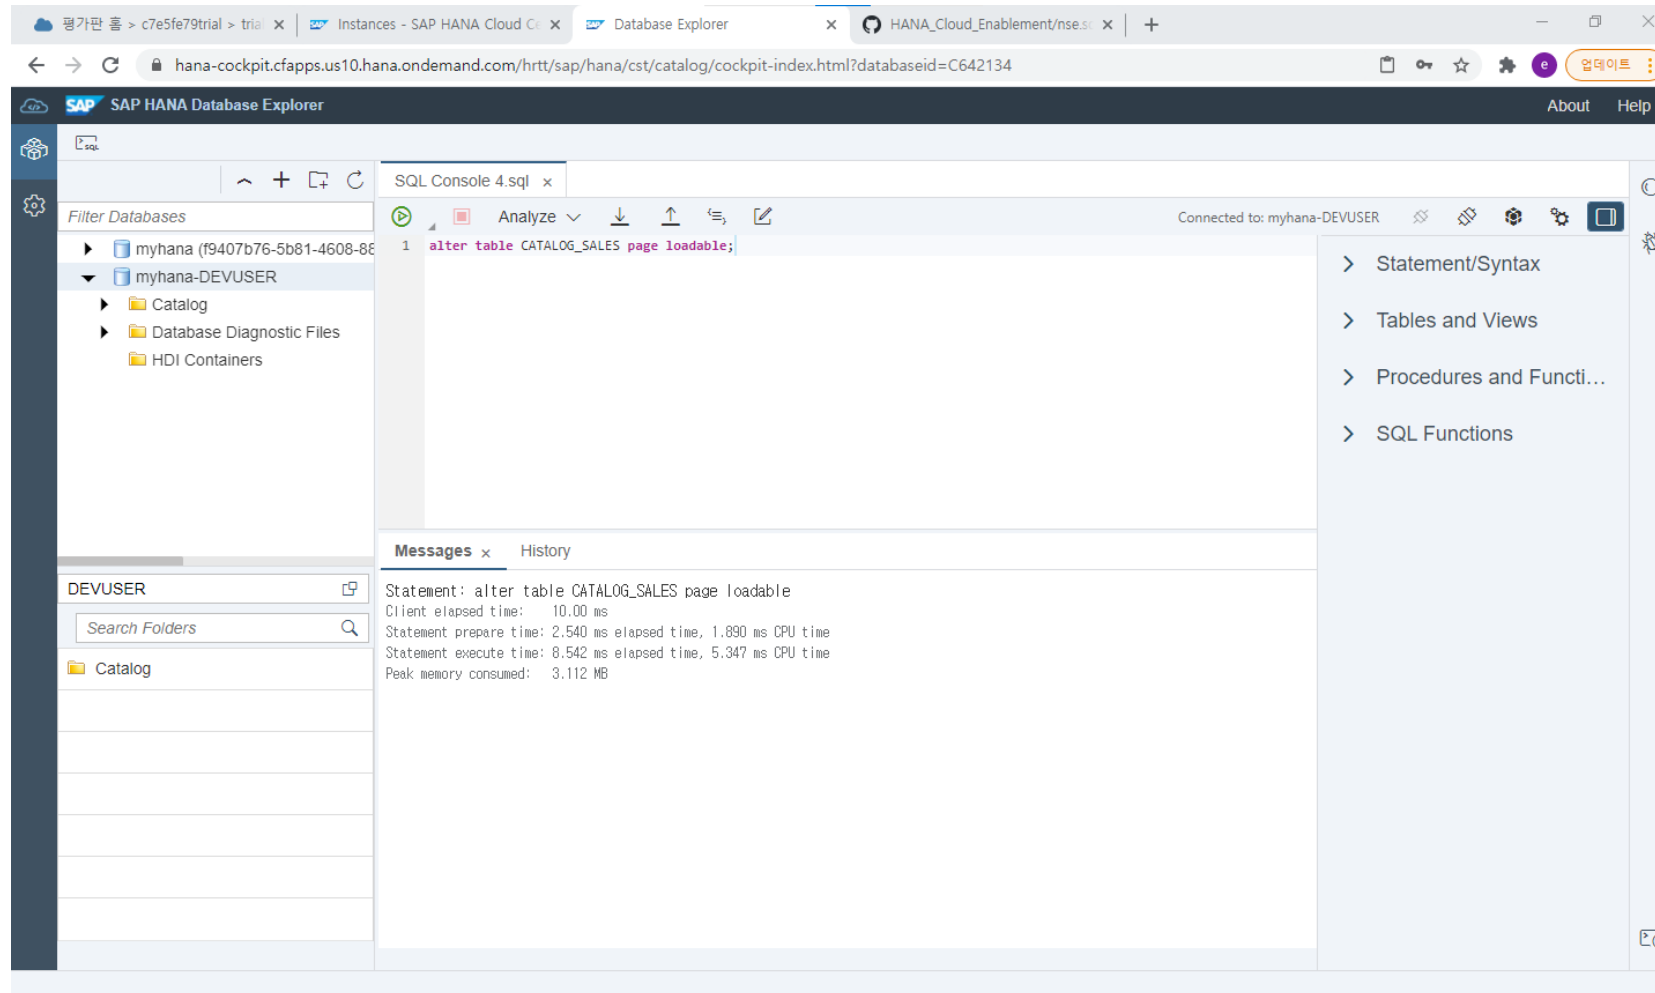 평가판 홈 > c7e5fe79trial > tria
Instances - SAP HANA Cloud Ce
Database Explorer
HANA_Cloud_Enablement/nse.sq
hana-cockpit.cfapps.us10.hana.ondemand.com/hrtt/sap/hana/cst/catalog/cockpit-index.html?databaseid=C642134
e
업데이트
SAP SAP HANA Database Explorer
About
Help
SQL
SQL Console 4.sql
Filter Databases
Analyze
Connected to: myhana-DEVUSER
myhana (f9407b76-5b81-4608-88
myhana-DEVUSER
Catalog
Database Diagnostic Files
HDI Containers
1 alter table CATALOG_SALES page loadable;
Statement/Syntax
Tables and Views
Procedures and Functi...
SQL Functions
DEVUSER
Search Folders
Catalog
Messages
History
Statement: alter table CATALOG_SALES page loadable
Client elapsed time: 10.00 ms
Statement prepare time: 2.540 ms elapsed time, 1.890 ms CPU time
Statement execute time: 8.542 ms elapsed time, 5.347 ms CPU time
Peak memory consumed: 3.112 MB